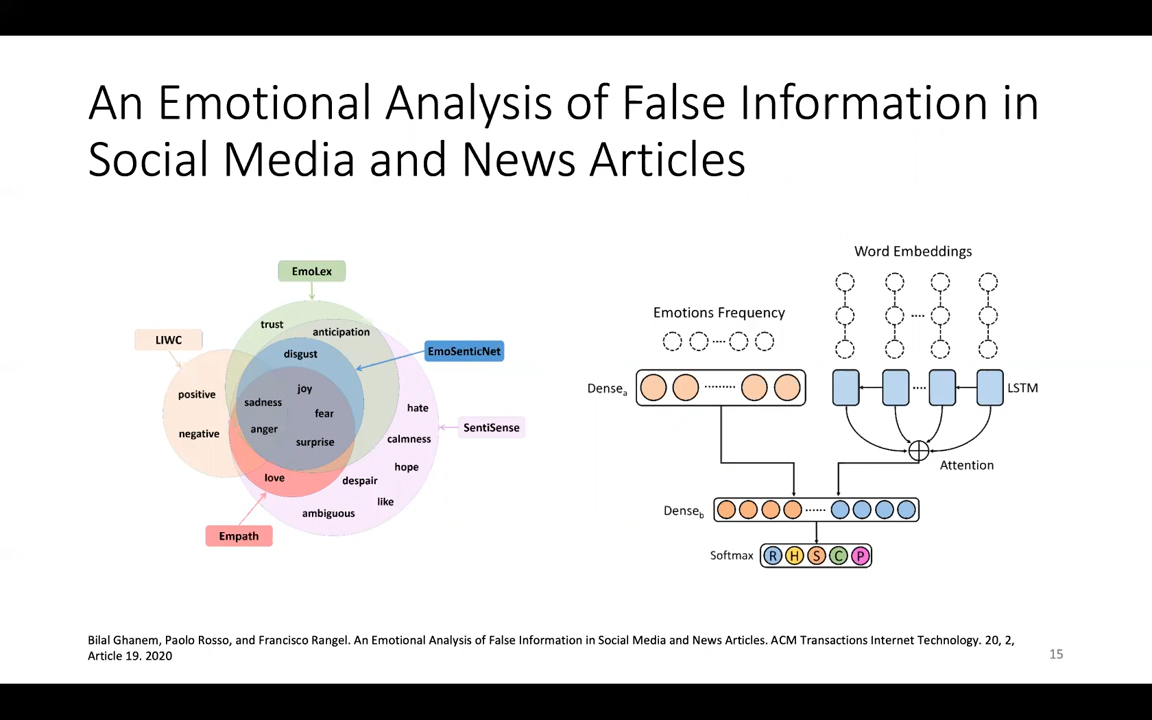 An Emotional Analysis of False Information in
Social Media and News Articles
EmoLex
LIWC
EmoSenticNet
SentiSense
Empath
trust
anticipation
disgust
positive
joy
sadness
fear
hate
negative
anger
surprise
calmness
hope
love
despair
like
ambiguous
Word Embeddings
Emotions Frequency
Densea
LSTM
Attention
Denseb
Softmax
R H S C P
Bilal Ghanem, Paolo Rosso, and Francisco Rangel. An Emotional Analysis of False Information in Social Media and News Articles. ACM Transactions Internet Technology. 20, 2,
Article 19. 2020
15